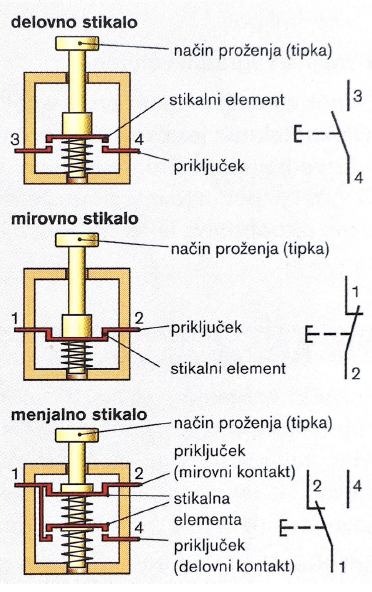 delovno stikalo
način proženja (tipka)
stikalni element
3 4
priključek
3
4
mirovno stikalo
način proženja (tipka)
1 2
priključek
stikalni element
1
2
menjalno stikalo
način proženja (tipka)
priključek
(mirovni kontakt)
1 2
stikalna
elementa
4
priključek
(delovni kontakt)
2 4
1